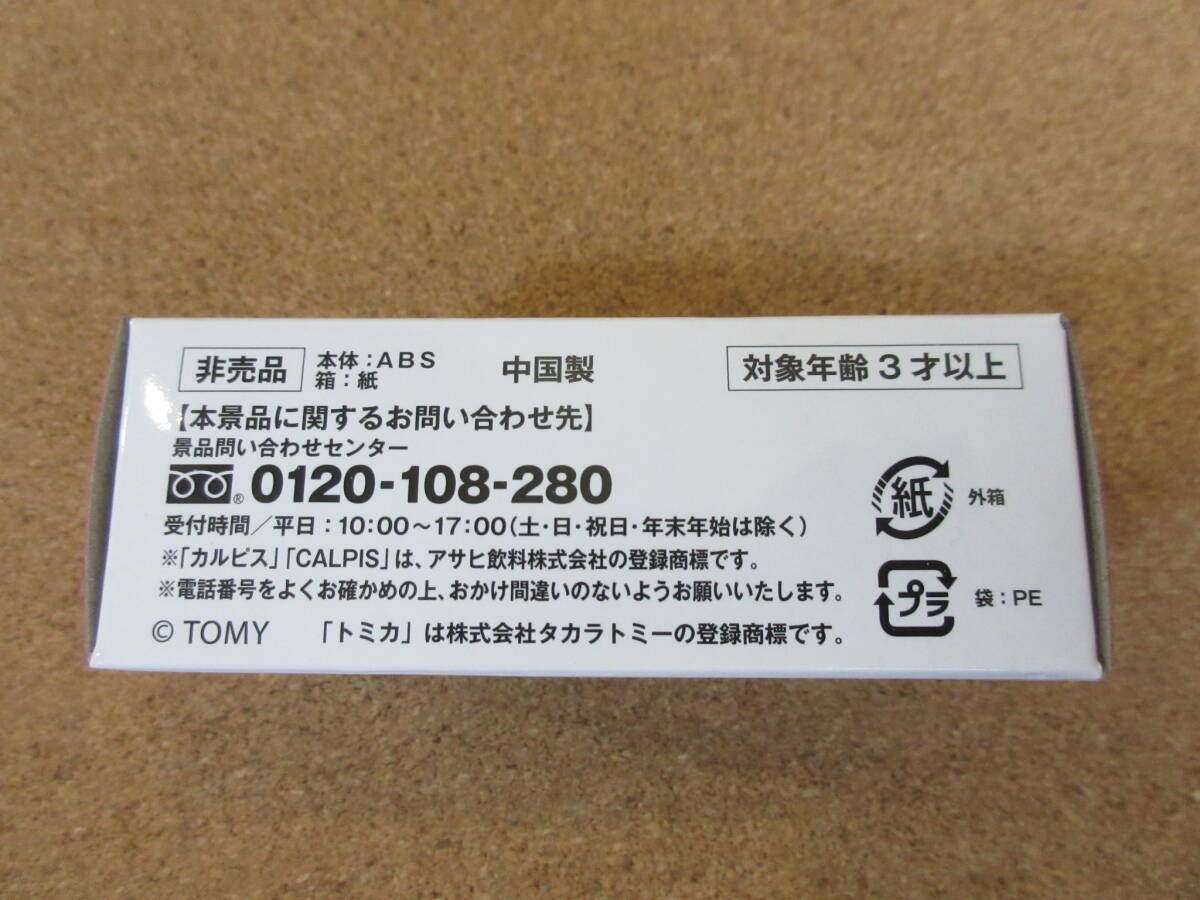 非売品 本体：ABS 箱：紙 中国製 対象年齢3才以上
【本景品に関するお問い合わせ先】
景品問い合わせセンター
® 0120-108-280
受付時間／平日：10:00～17:00(土・日・祝日・年末年始は除く)
※「カルピス」「CALPIS」は、アサヒ飲料株式会社の登録商標です。
※電話番号をよくお確かめの上、おかけ間違いのないようお願いいたします。
© TOMY 「トミカ」は株式会社タカラトミーの登録商標です。
紙 外箱
プラ 袋：PE